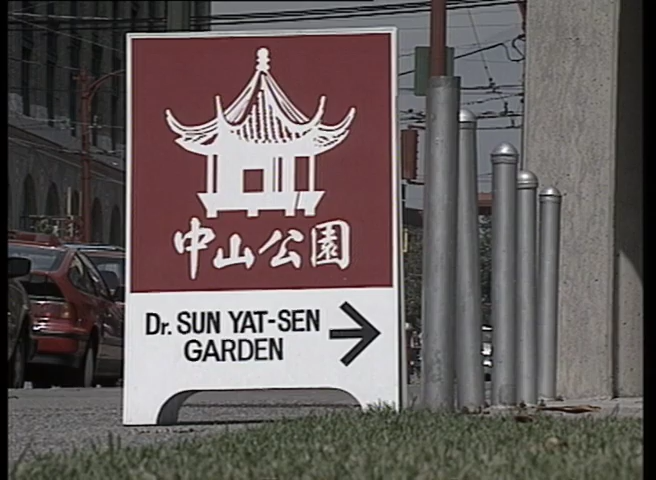 中山公園
Dr. SUN YAT-SEN
GARDEN